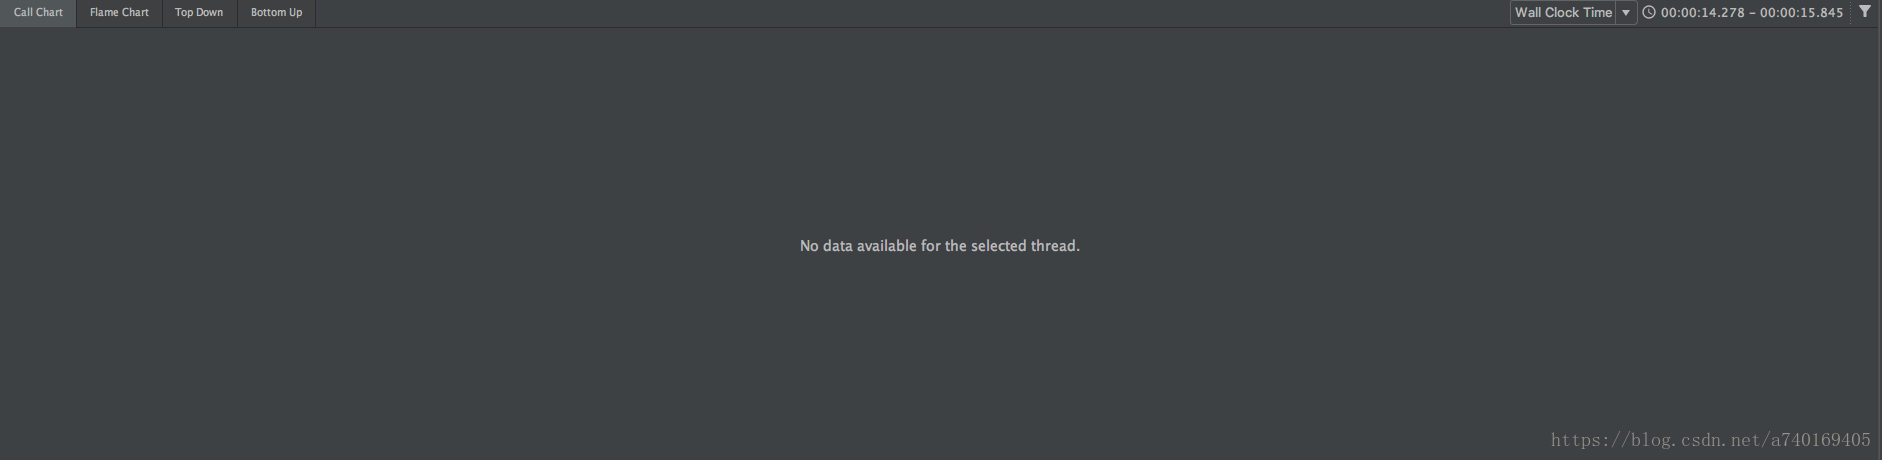 Call Chart Flame Chart Top Down Bottom Up Wall Clock Time 00:00:14.278 - 00:00:15.845
No data available for the selected thread.
https://blog.csdn.net/a740169405